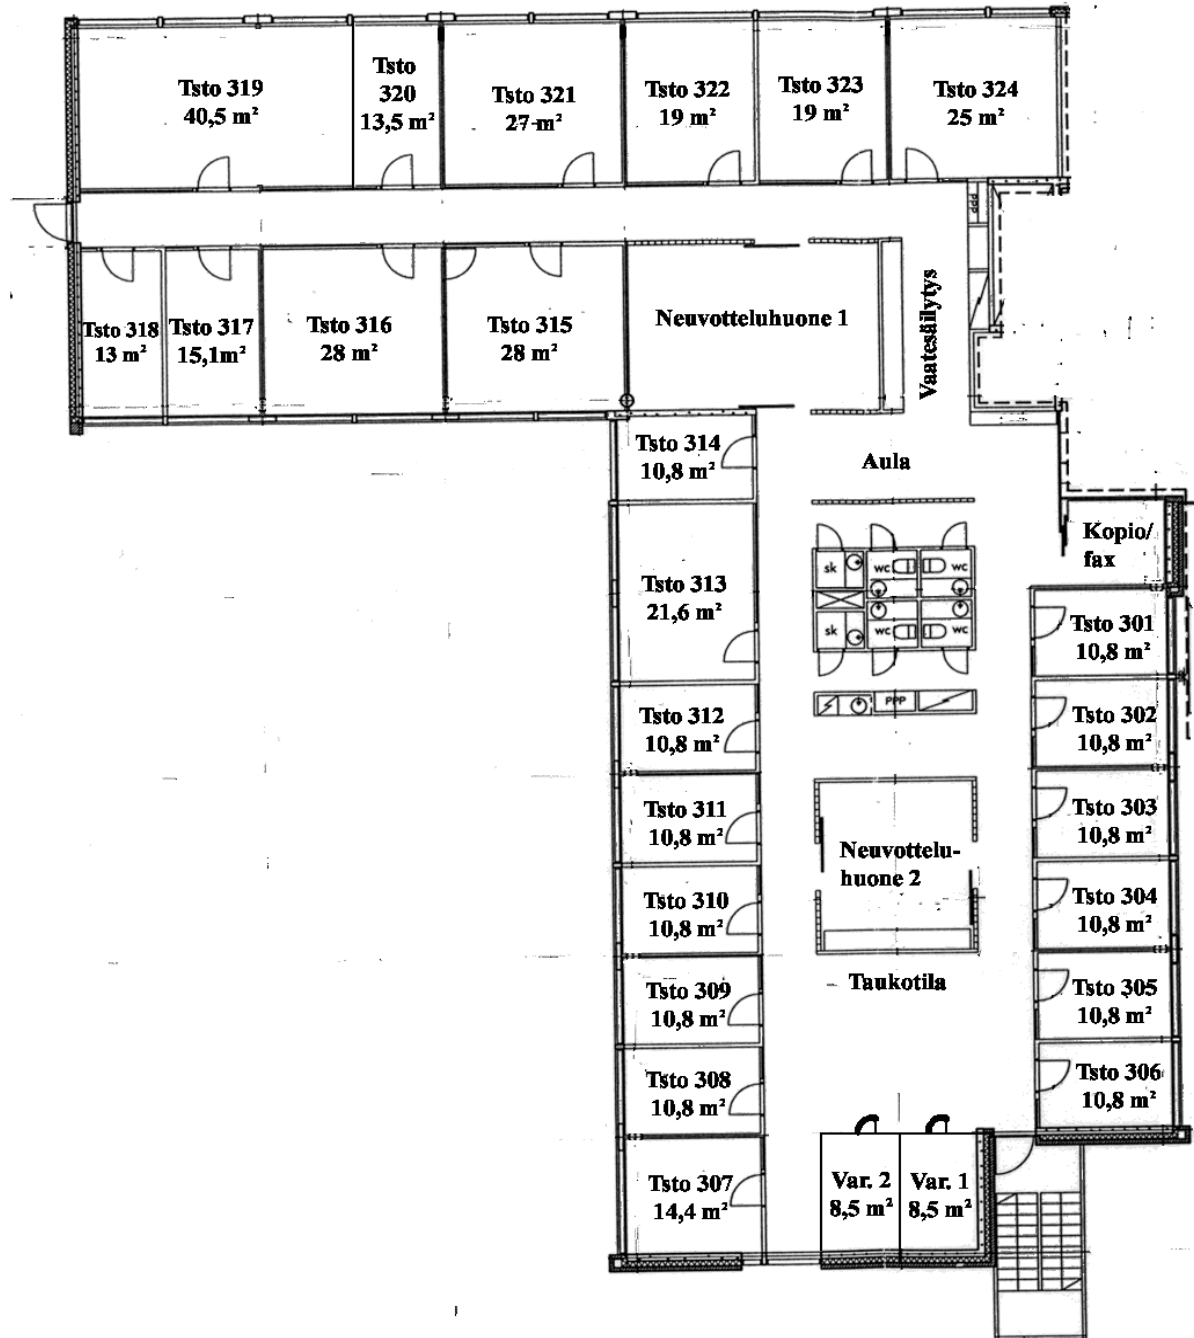 Tsto 319
40,5 m²
Tsto
320
13,5 m²
Tsto 321
27 m²
Tsto 322
19 m²
Tsto 323
19 m²
Tsto 324
25 m²
PPP
Tsto 318
13 m²
Tsto 317
15,1m²
Tsto 316
28 m²
Tsto 315
28 m²
Neuvotteluhuone 1
Vaatesäilytys
Tsto 314
10,8 m²
Aula
Kopio/
fax
Tsto 313
21,6 m²
sk
wc
wc
sk
wc
wc
Tsto 301
10,8 m²
Tsto 312
10,8 m²
PPP
Tsto 302
10,8 m²
Tsto 311
10,8 m²
Neuvottelu-
huone 2
Tsto 303
10,8 m²
Tsto 310
10,8 m²
Tsto 304
10,8 m²
Tsto 309
10,8 m²
Taukotila
Tsto 305
10,8 m²
Tsto 308
10,8 m²
Tsto 306
10,8 m²
Tsto 307
14,4 m²
Var. 2
8,5 m²
Var. 1
8,5 m²